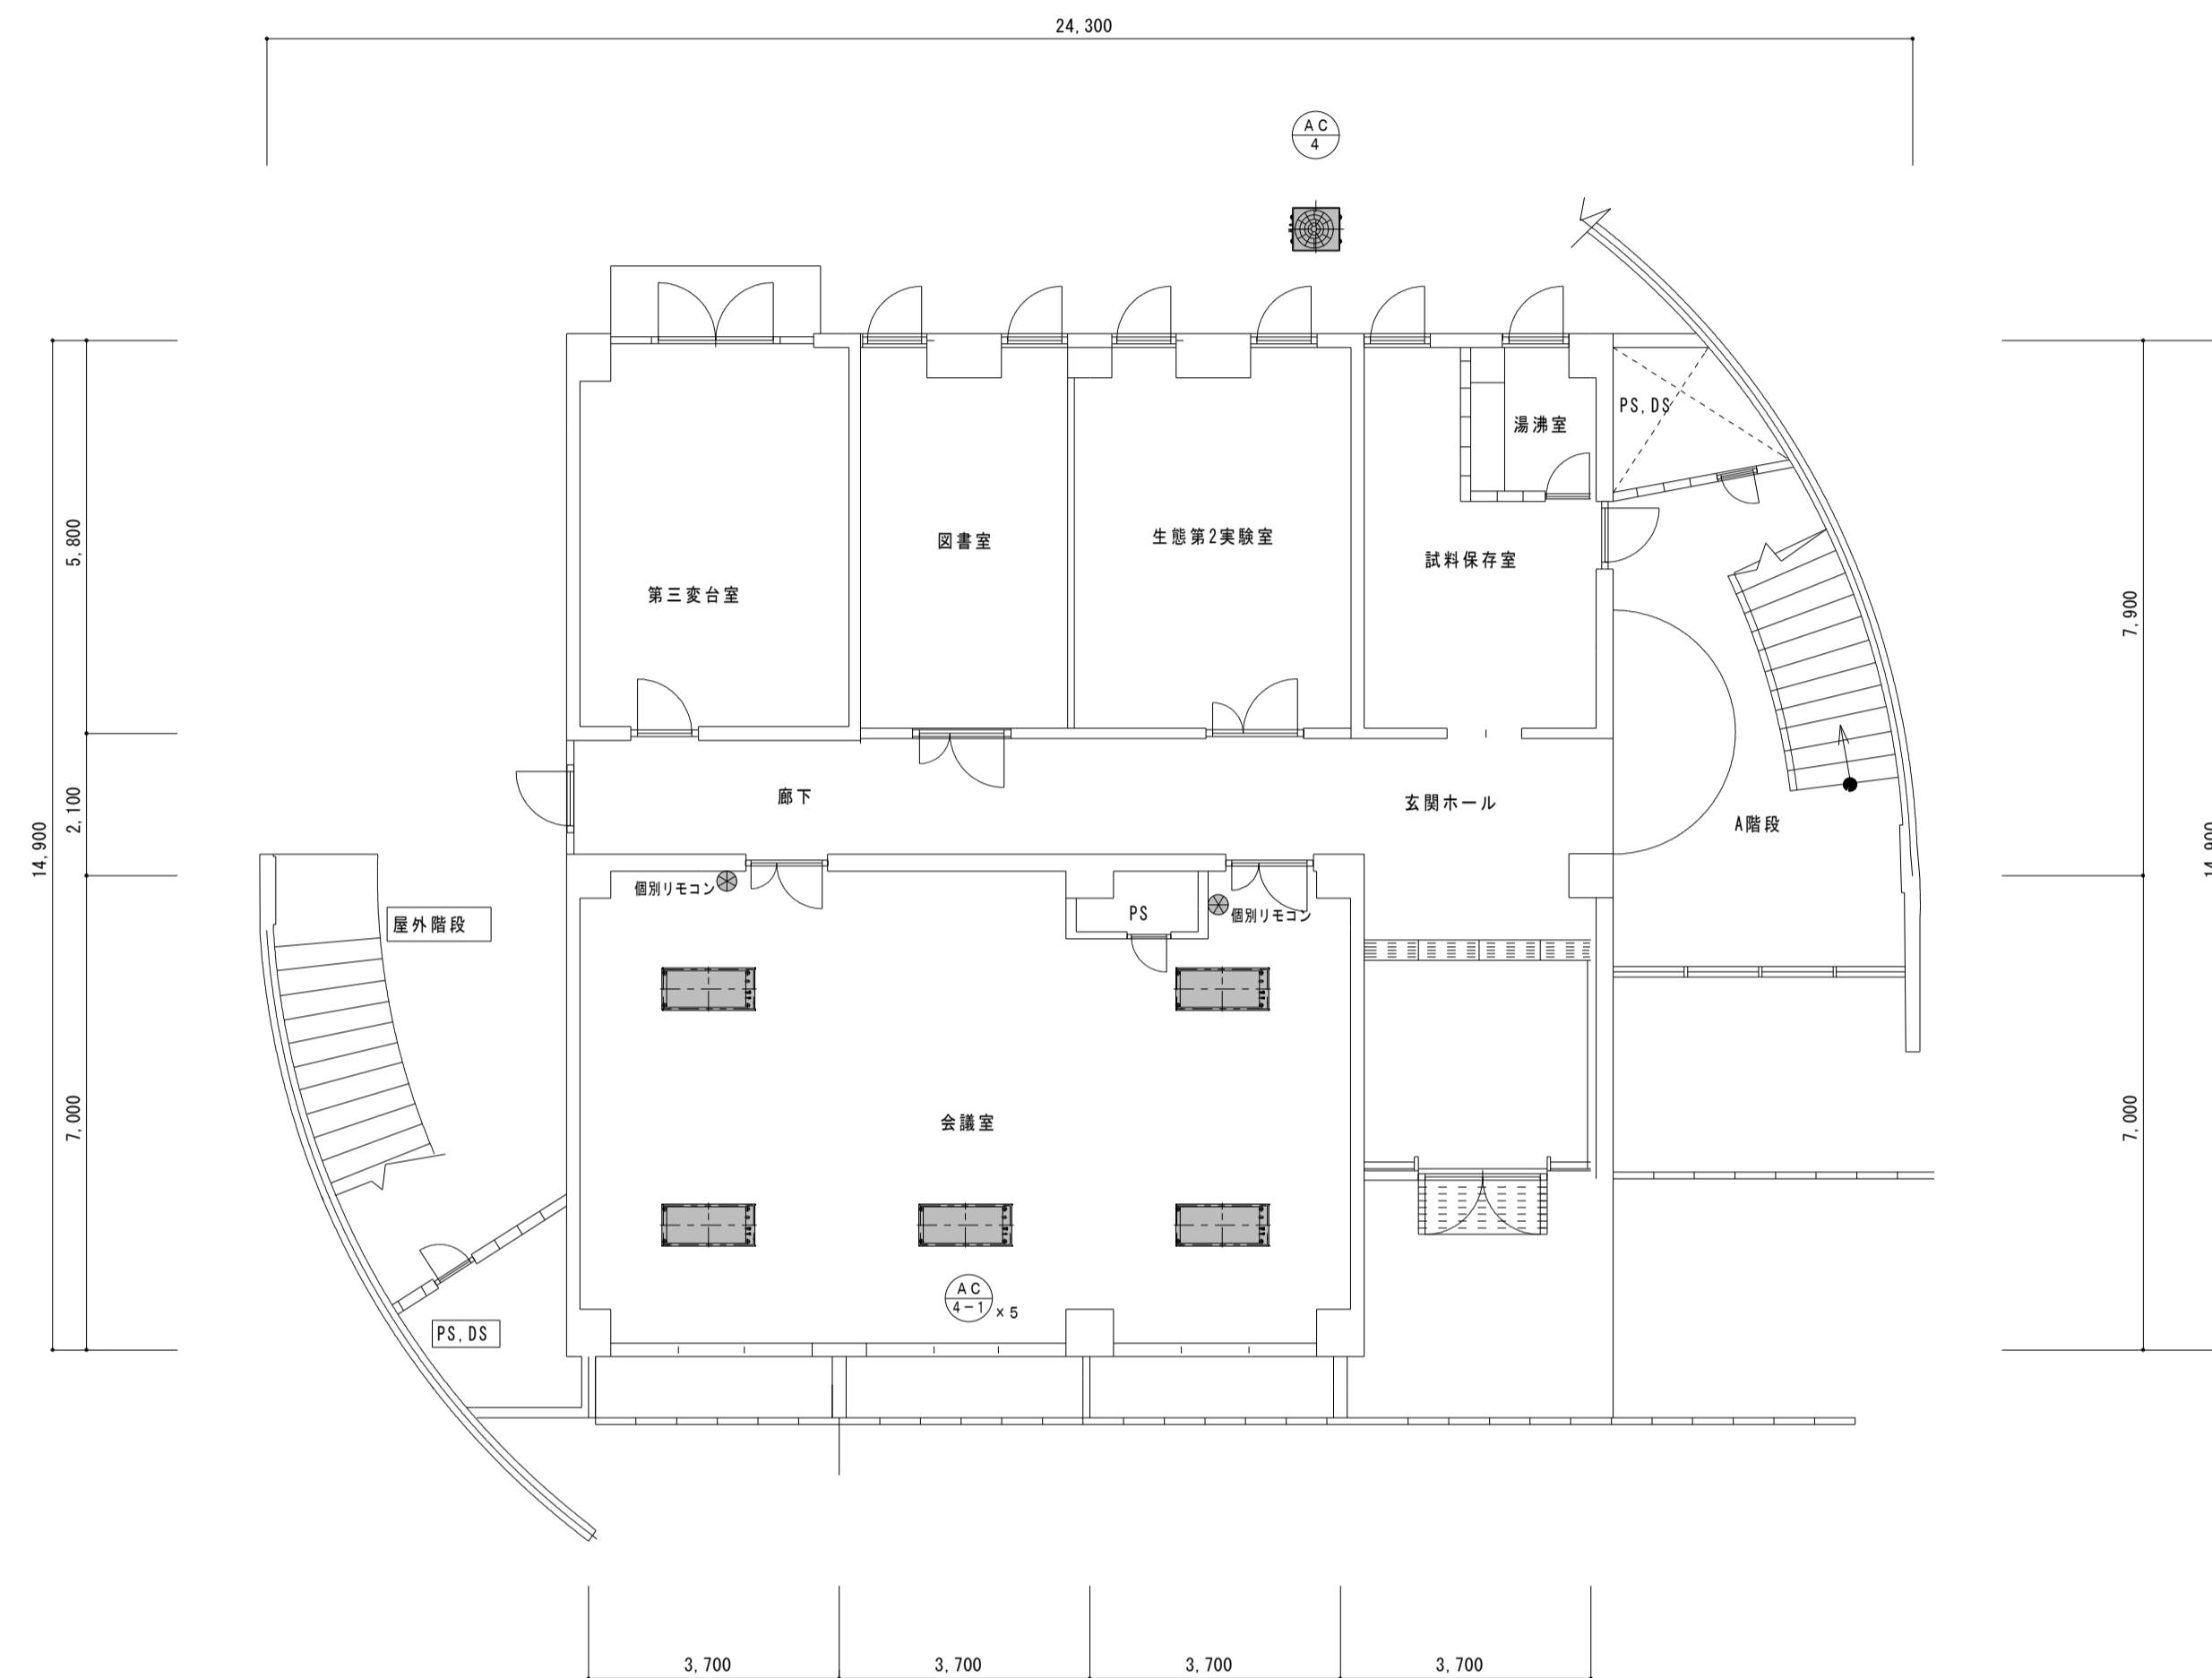 24,300
AC
4
PS,DS
湯沸室
5,800
図書室
生態第2実験室
試料保存室
第三変台室
7,900
2,100
14,900
廊下
玄関ホール
A階段
14,900
個別リモコン
PS
個別リモコン
屋外階段
7,000
会議室
7,000
AC
4-1
×5
PS,DS
3,700
3,700
3,700
3,700